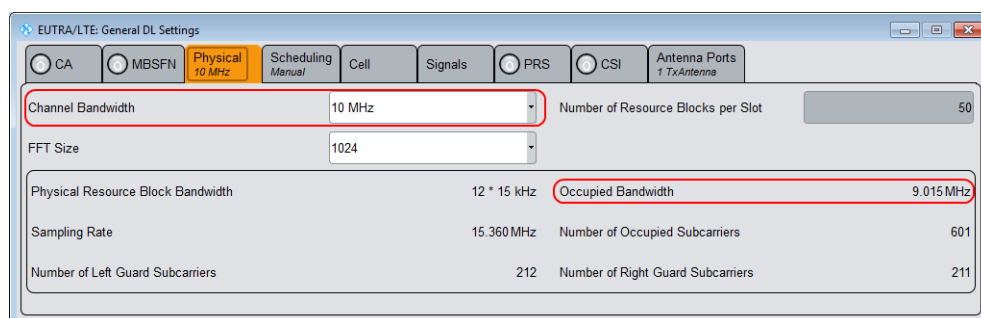 EUTRA/LTE: General DL Settings
CA MBSFN Physical 10 MHz Scheduling Manual Cell Signals PRS CSI Antenna Ports 1 TxAntenna
Channel Bandwidth 10 MHz Number of Resource Blocks per Slot 50
FFT Size 1024
Physical Resource Block Bandwidth 12 * 15 kHz Occupied Bandwidth 9.015 MHz
Sampling Rate 15.360 MHz Number of Occupied Subcarriers 601
Number of Left Guard Subcarriers 212 Number of Right Guard Subcarriers 211